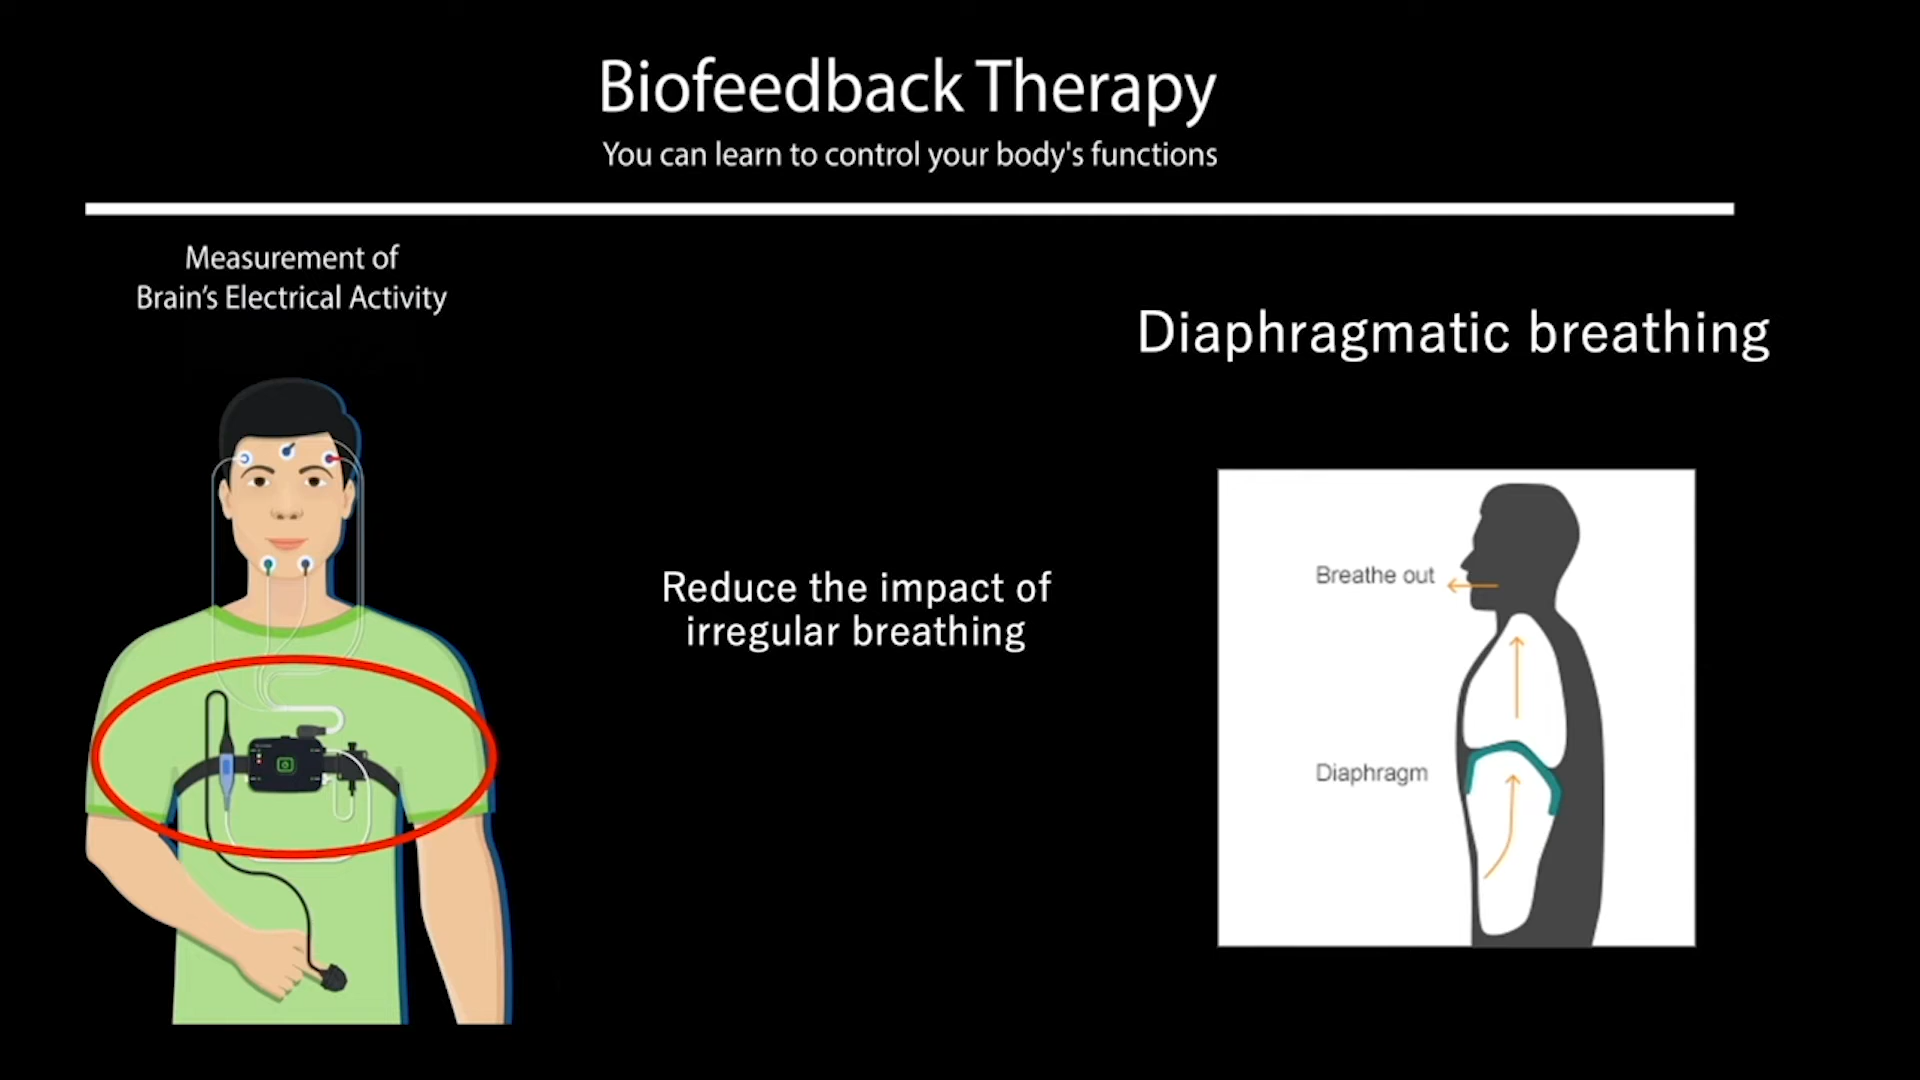 Biofeedback Therapy
You can learn to control your body's functions
Measurement of
Brain’s Electrical Activity
Diaphragmatic breathing
Reduce the impact of
irregular breathing
Breathe out
Diaphragm